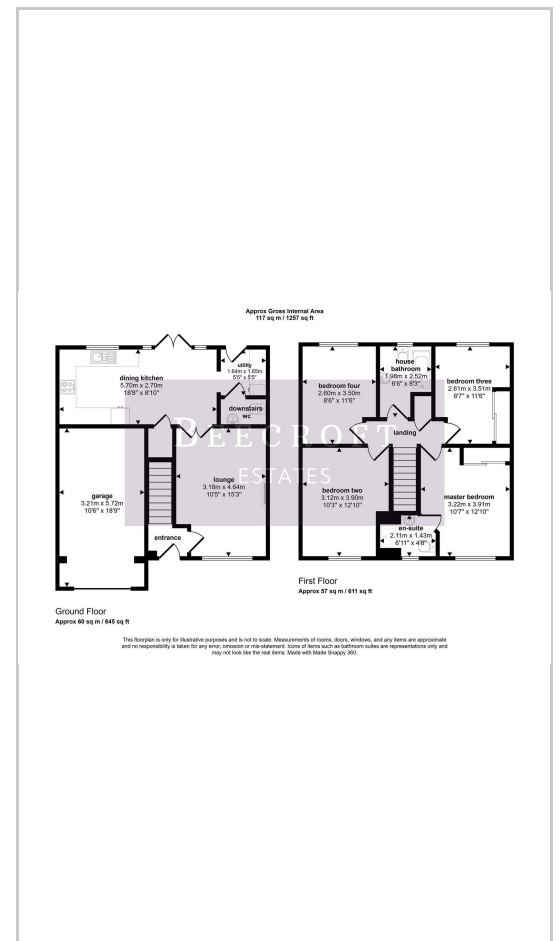 Approx Gross Internal Area
117 sq m / 1257 sq ft
dining kitchen
5.70m x 2.70m
18'8" x 8'10"
utility
1.64m x 1.65m
5'5" x 5'5"
downstairs
wc
garage
3.21m x 5.72m
10'6" x 18'9"
lounge
3.18m x 4.64m
10'5" x 15'3"
entrance
Ground Floor
Approx 60 sq m / 645 sq ft
bedroom four
2.60m x 3.50m
8'6" x 11'6"
house
bathroom
1.98m x 2.52m
6'6" x 8'3"
bedroom three
2.61m x 3.51m
8'7" x 11'6"
landing
bedroom two
3.12m x 3.90m
10'3" x 12'10"
master bedroom
3.22m x 3.91m
10'7" x 12'10"
en-suite
2.11m x 1.43m
6'11" x 4'8"
First Floor
Approx 57 sq m / 611 sq ft
BEECROFT
ESTATES
This floorplan is only for illustrative purposes and is not to scale. Measurements of rooms, doors, windows, and any items are approximate
and no responsibility is taken for any error, omission or mis-statement. Icons of items such as bathroom suites are representations only and
may not look like the real items. Made with Made Snappy 360.